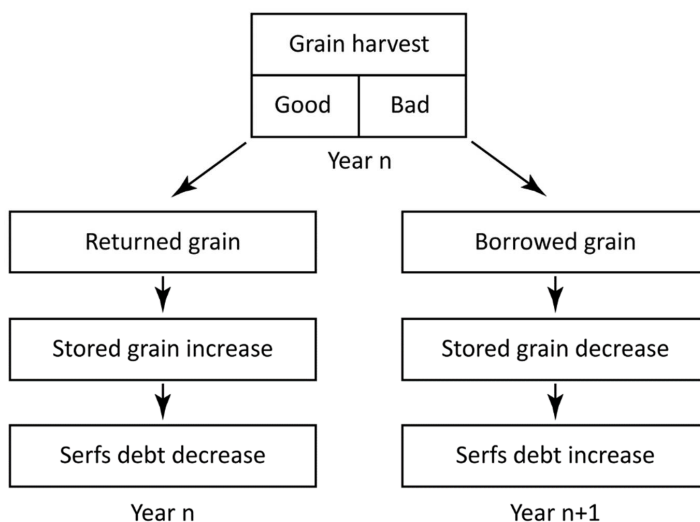 Grain harvest
Good
Bad
Year n
Returned grain
Borrowed grain
Stored grain increase
Stored grain decrease
Serfs debt decrease
Serfs debt increase
Year n
Year n+1